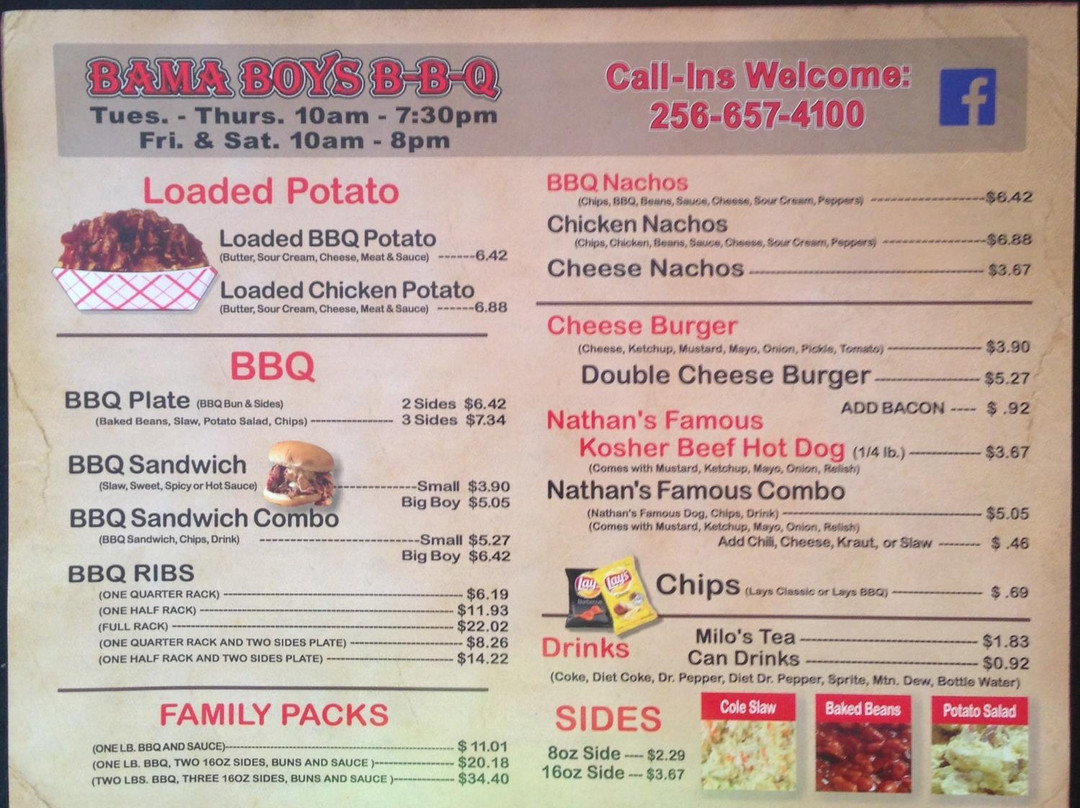 BAMA BOYS B-B-Q
Tues. - Thurs. 10am - 7:30pm
Fri. & Sat. 10am - 8pm
Call-Ins Welcome:
256-657-4100
f
Loaded Potato
Loaded BBQ Potato
(Butter, Sour Cream, Cheese, Meat & Sauce) ------6.42
Loaded Chicken Potato
(Butter, Sour Cream, Cheese, Meat & Sauce) ------6.88
BBQ
BBQ Plate (BBQ Bun & Sides) 2 Sides $6.42
(Baked Beans, Slaw, Potato Salad, Chips) ---------------- 3 Sides $7.34
BBQ Sandwich
(Slaw, Sweet, Spicy or Hot Sauce) ----------------Small $3.90
Big Boy $5.05
BBQ Sandwich Combo
(BBQ Sandwich, Chips, Drink) ------------------------------Small $5.27
Big Boy $6.42
BBQ RIBS
(ONE QUARTER RACK) ---------------- $6.19
(ONE HALF RACK) ---------------- $11.93
(FULL RACK) ---------------- $22.02
(ONE QUARTER RACK AND TWO SIDES PLATE) ---------------- $8.26
(ONE HALF RACK AND TWO SIDES PLATE) ---------------- $14.22
FAMILY PACKS
(ONE LB. BBQ AND SAUCE)---------------- $ 11.01
(ONE LB. BBQ, TWO 16OZ SIDES, BUNS AND SAUCE )---------------- $20.18
(TWO LBS. BBQ, THREE 16OZ SIDES, BUNS AND SAUCE )---------------- $34.40
BBQ Nachos
(Chips, BBQ, Beans, Sauce, Cheese, Sour Cream, Peppers) ----------------$6.42
Chicken Nachos
(Chips, Chicken, Beans, Sauce, Cheese, Sour Cream, Peppers) ----------------$6.88
Cheese Nachos ---------------- $3.67
Cheese Burger
(Cheese, Ketchup, Mustard, Mayo, Onion, Pickle, Tomato) ---------------- $3.90
Double Cheese Burger ---------------- $5.27
ADD BACON ---- $ .92
Nathan's Famous
Kosher Beef Hot Dog (1/4 lb.) ---------------- $3.67
(Comes with Mustard, Ketchup, Mayo, Onion, Relish)
Nathan's Famous Combo
(Nathan's Famous Dog, Chips, Drink) ---------------- $5.05
(Comes with Mustard, Ketchup, Mayo, Onion, Relish)
Add Chili, Cheese, Kraut, or Slaw ------- $ .46
Lay's Barbecue
Lay's
Chips (Lays Classic or Lays BBQ) ---------------- $ .69
Drinks
Milo's Tea ---------------- $1.83
Can Drinks ---------------- $0.92
(Coke, Diet Coke, Dr. Pepper, Diet Dr. Pepper, Sprite, Mtn. Dew, Bottle Water)
SIDES
8oz Side ---- $2.29
16oz Side --- $3.67
Cole Slaw
Baked Beans
Potato Salad